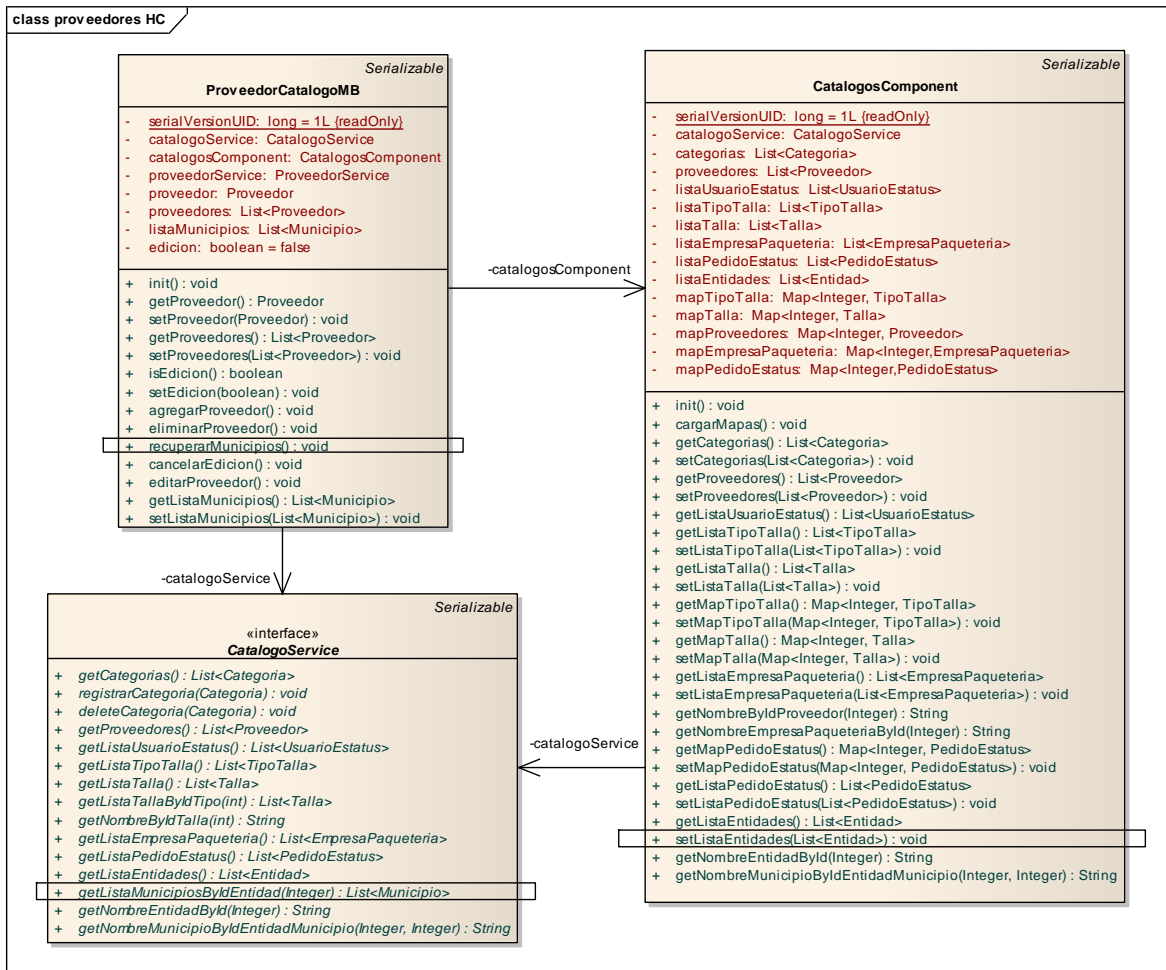 class proveedores HC
Serializable
ProveedorCatalogoMB
- serialVersionUID: long = 1L {readOnly}
- catalogoService: CatalogoService
- catalogosComponent: CatalogosComponent
- proveedorService: ProveedorService
- proveedor: Proveedor
- proveedores: List<Proveedor>
- listaMunicipios: List<Municipio>
- edicion: boolean = false
+ init() : void
+ getProveedor() : Proveedor
+ setProveedor(Proveedor) : void
+ getProveedores() : List<Proveedor>
+ setProveedores(List<Proveedor>) : void
+ isEdicion() : boolean
+ setEdicion(boolean) : void
+ agregarProveedor() : void
+ eliminarProveedor() : void
+ recuperarMunicipios() : void
+ cancelarEdicion() : void
+ editarProveedor() : void
+ getListaMunicipios() : List<Municipio>
+ setListaMunicipios(List<Municipio>) : void
-catalogosComponent
Serializable
CatalogosComponent
- serialVersionUID: long = 1L {readOnly}
- catalogoService: CatalogoService
- categorias: List<Categoria>
- proveedores: List<Proveedor>
- listaUsuarioEstatus: List<UsuarioEstatus>
- listaTipoTalla: List<TipoTalla>
- listaTalla: List<Talla>
- listaEmpresaPaqueteria: List<EmpresaPaqueteria>
- listaPedidoEstatus: List<PedidoEstatus>
- listaEntidades: List<Entidad>
- mapTipoTalla: Map<Integer, TipoTalla>
- mapTalla: Map<Integer, Talla>
- mapProveedores: Map<Integer, Proveedor>
- mapEmpresaPaqueteria: Map<Integer,EmpresaPaqueteria>
- mapPedidoEstatus: Map<Integer,PedidoEstatus>
+ init() : void
+ cargarMapas() : void
+ getCategorias() : List<Categoria>
+ setCategorias(List<Categoria>) : void
+ getProveedores() : List<Proveedor>
+ setProveedores(List<Proveedor>) : void
+ getListaUsuarioEstatus() : List<UsuarioEstatus>
+ getListaTipoTalla() : List<TipoTalla>
+ setListaTipoTalla(List<TipoTalla>) : void
+ getListaTalla() : List<Talla>
+ setListaTalla(List<Talla>) : void
+ getMapTipoTalla() : Map<Integer, TipoTalla>
+ setMapTipoTalla(Map<Integer, TipoTalla>) : void
+ getMapTalla() : Map<Integer, Talla>
+ setMapTalla(Map<Integer, Talla>) : void
+ getListaEmpresaPaqueteria() : List<EmpresaPaqueteria>
+ setListaEmpresaPaqueteria(List<EmpresaPaqueteria>) : void
+ getNombreByIdProveedor(Integer) : String
+ getNombreEmpresaPaqueteriaById(Integer) : String
+ getMapPedidoEstatus() : Map<Integer, PedidoEstatus>
+ setMapPedidoEstatus(Map<Integer, PedidoEstatus>) : void
+ getListaPedidoEstatus() : List<PedidoEstatus>
+ setListaPedidoEstatus(List<PedidoEstatus>) : void
+ getListaEntidades() : List<Entidad>
+ setListaEntidades(List<Entidad>) : void
+ getNombreEntidadById(Integer) : String
+ getNombreMunicipioByIdEntidadMunicipio(Integer, Integer) : String
-catalogoService
-catalogoService
Serializable
«interface»
CatalogoService
+ getCategorias() : List<Categoria>
+ registrarCategoria(Categoria) : void
+ deleteCategoria(Categoria) : void
+ getProveedores() : List<Proveedor>
+ getListaUsuarioEstatus() : List<UsuarioEstatus>
+ getListaTipoTalla() : List<TipoTalla>
+ getListaTalla() : List<Talla>
+ getListaTallaByIdTipo(int) : List<Talla>
+ getNombreByIdTalla(int) : String
+ getListaEmpresaPaqueteria() : List<EmpresaPaqueteria>
+ getListaPedidoEstatus() : List<PedidoEstatus>
+ getListaEntidades() : List<Entidad>
+ getListaMunicipiosByIdEntidad(Integer) : List<Municipio>
+ getNombreEntidadById(Integer) : String
+ getNombreMunicipioByIdEntidadMunicipio(Integer, Integer) : String